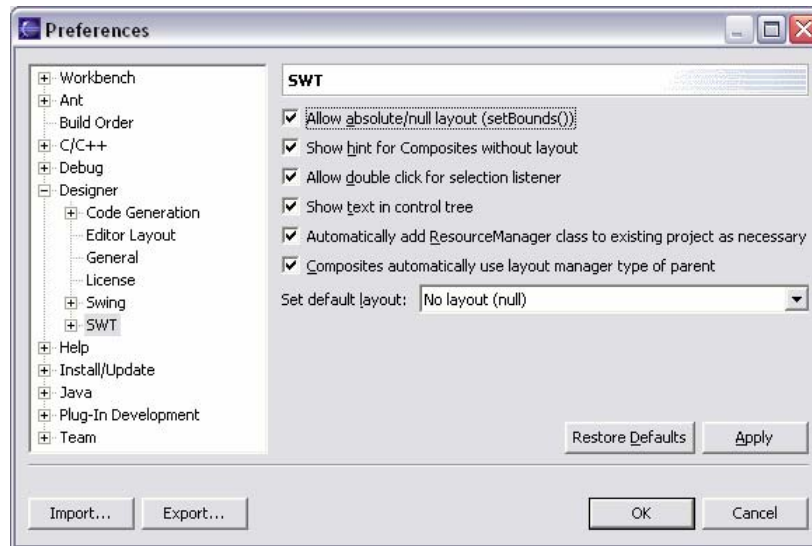 Preferences
Workbench
Ant
Build Order
C/C++
Debug
Designer
Code Generation
Editor Layout
General
License
Swing
SWT
Help
Install/Update
Java
Plug-In Development
Team
SWT
Allow absolute/null layout (setBounds())
Show hint for Composites without layout
Allow double click for selection listener
Show text in control tree
Automatically add ResourceManager class to existing project as necessary
Composites automatically use layout manager type of parent
Set default layout: No layout (null)
Restore Defaults Apply
Import... Export... OK Cancel